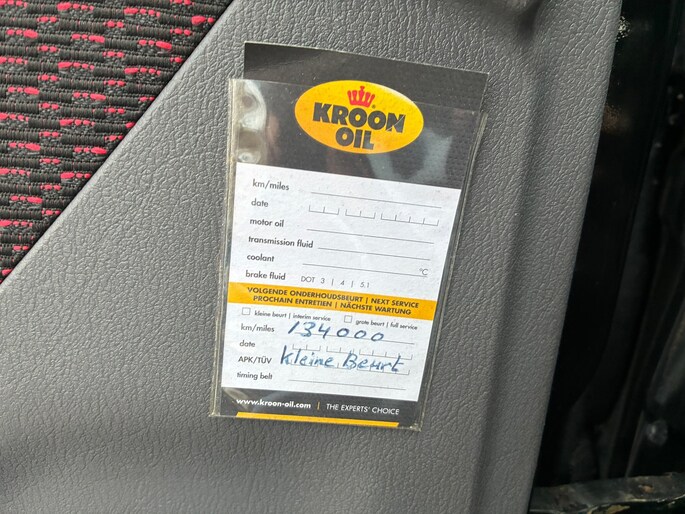 KROON
OIL
km/miles
date
motor oil
transmission fluid
coolant °C
brake fluid DOT 3 | 4 | 5.1
VOLGENDE ONDERHOUDSBEURT | NEXT SERVICE
PROCHAIN ENTRETIEN | NÄCHSTE WARTUNG
kleine beurt | interim service grote beurt | full service
km/miles 134000
date
APK/TÜV Kleine Beurt
timing belt
www.kroon-oil.com | THE EXPERTS' CHOICE